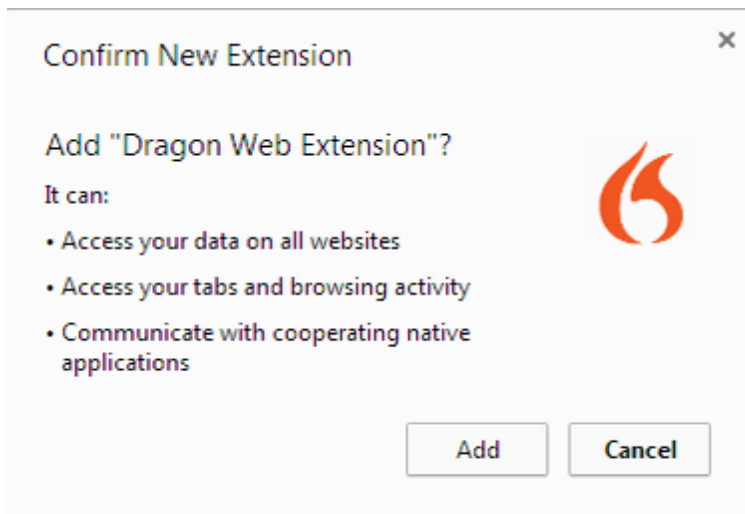 Confirm New Extension
Add "Dragon Web Extension"?
It can:
• Access your data on all websites
• Access your tabs and browsing activity
• Communicate with cooperating native
applications
Add
Cancel